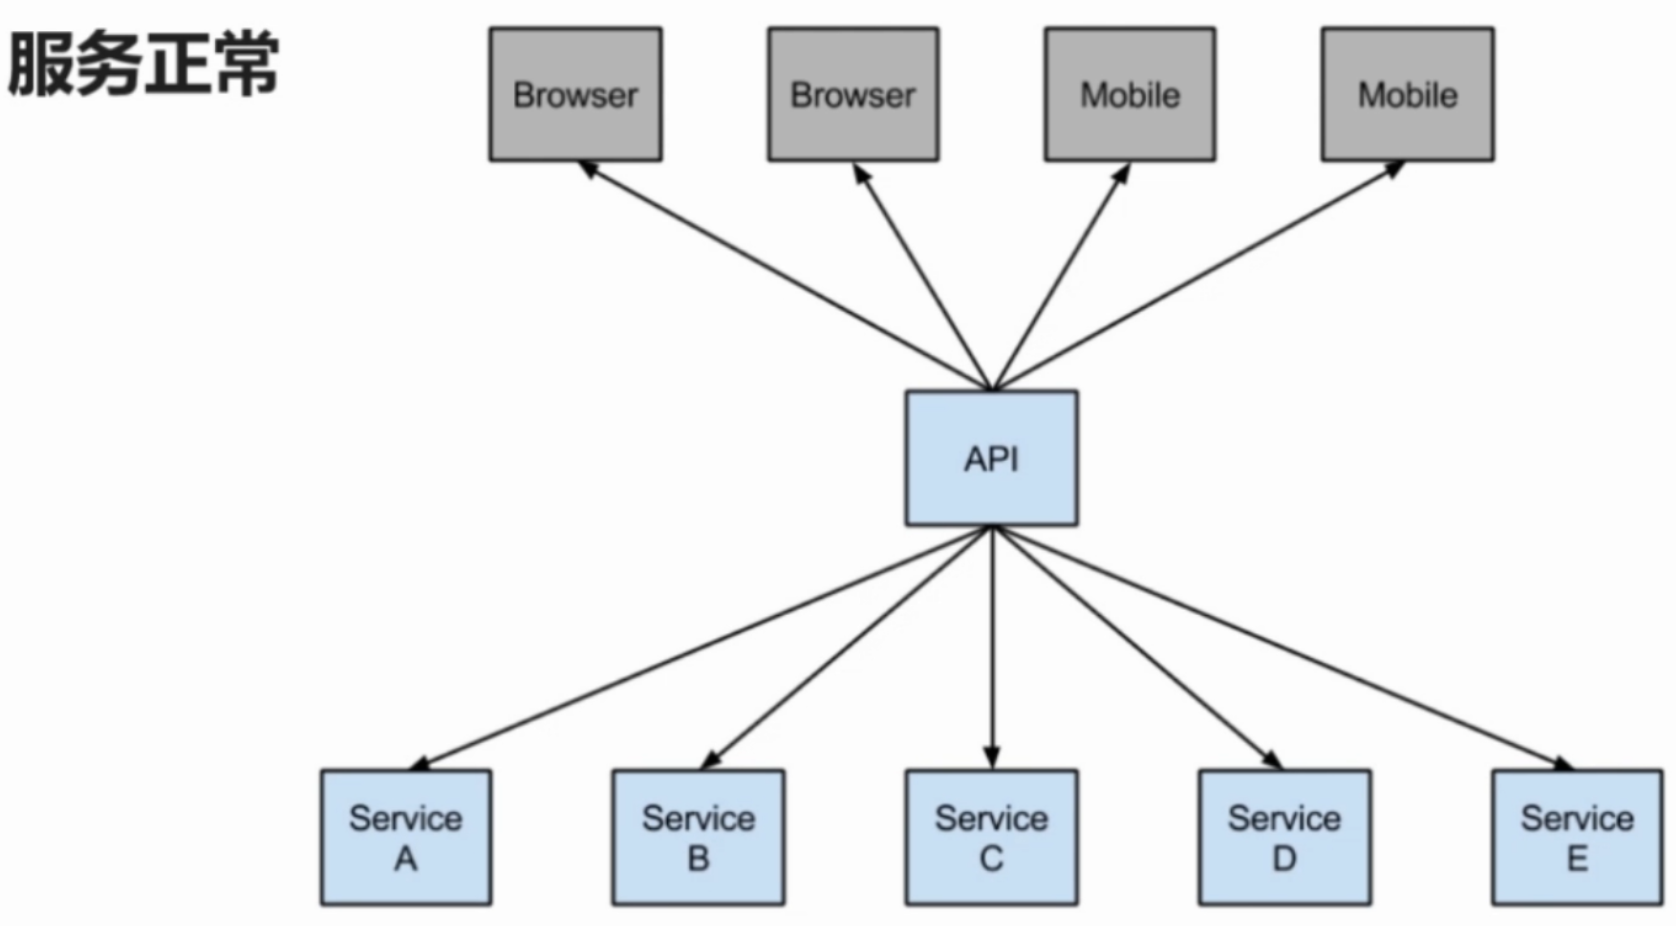 服务正常
Browser
Browser
Mobile
Mobile
API
Service
A
Service
B
Service
C
Service
D
Service
E